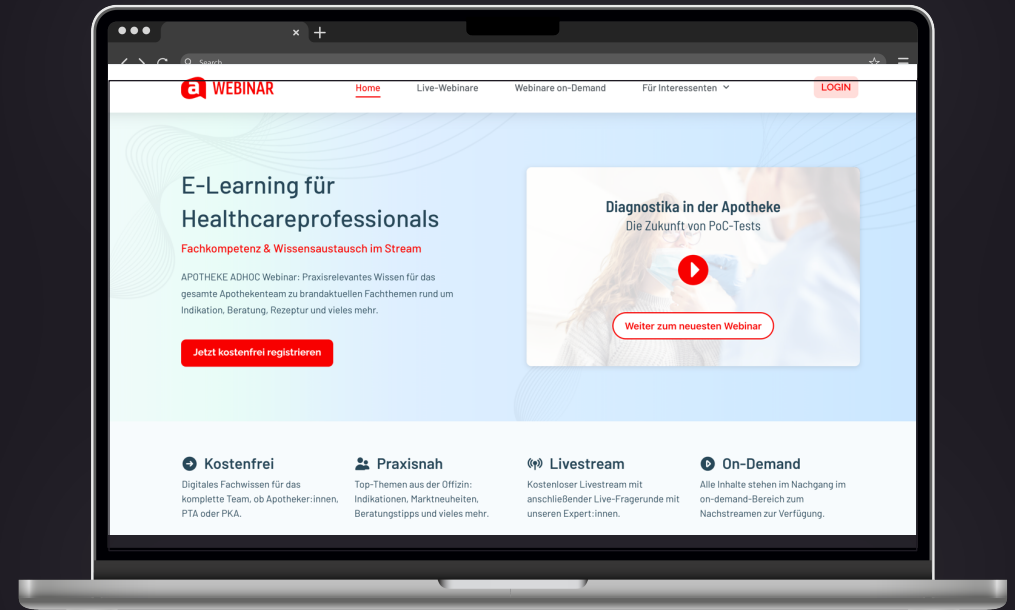 Search
a WEBINAR
Home Live-Webinare Webinare on-Demand Für Interessenten LOGIN
E-Learning für
Healthcareprofessionals
Fachkompetenz & Wissensaustausch im Stream
APOTHEKE ADHOC Webinar: Praxisrelevantes Wissen für das
gesamte Apothekenteam zu brandaktuellen Fachthemen rund um
Indikation, Beratung, Rezeptur und vieles mehr.
Jetzt kostenfrei registrieren
Diagnostika in der Apotheke
Die Zukunft von PoC-Tests
Weiter zum neuesten Webinar
Kostenfrei
Digitales Fachwissen für das
komplette Team, ob Apotheker:innen,
PTA oder PKA.
Praxisnah
Top-Themen aus der Offizin:
Indikationen, Marktneuheiten,
Beratungstipps und vieles mehr.
Livestream
Kostenloser Livestream mit
anschließender Live-Fragerunde mit
unseren Expert:innen.
On-Demand
Alle Inhalte stehen im Nachgang im
on-demand-Bereich zum
Nachstreamen zur Verfügung.